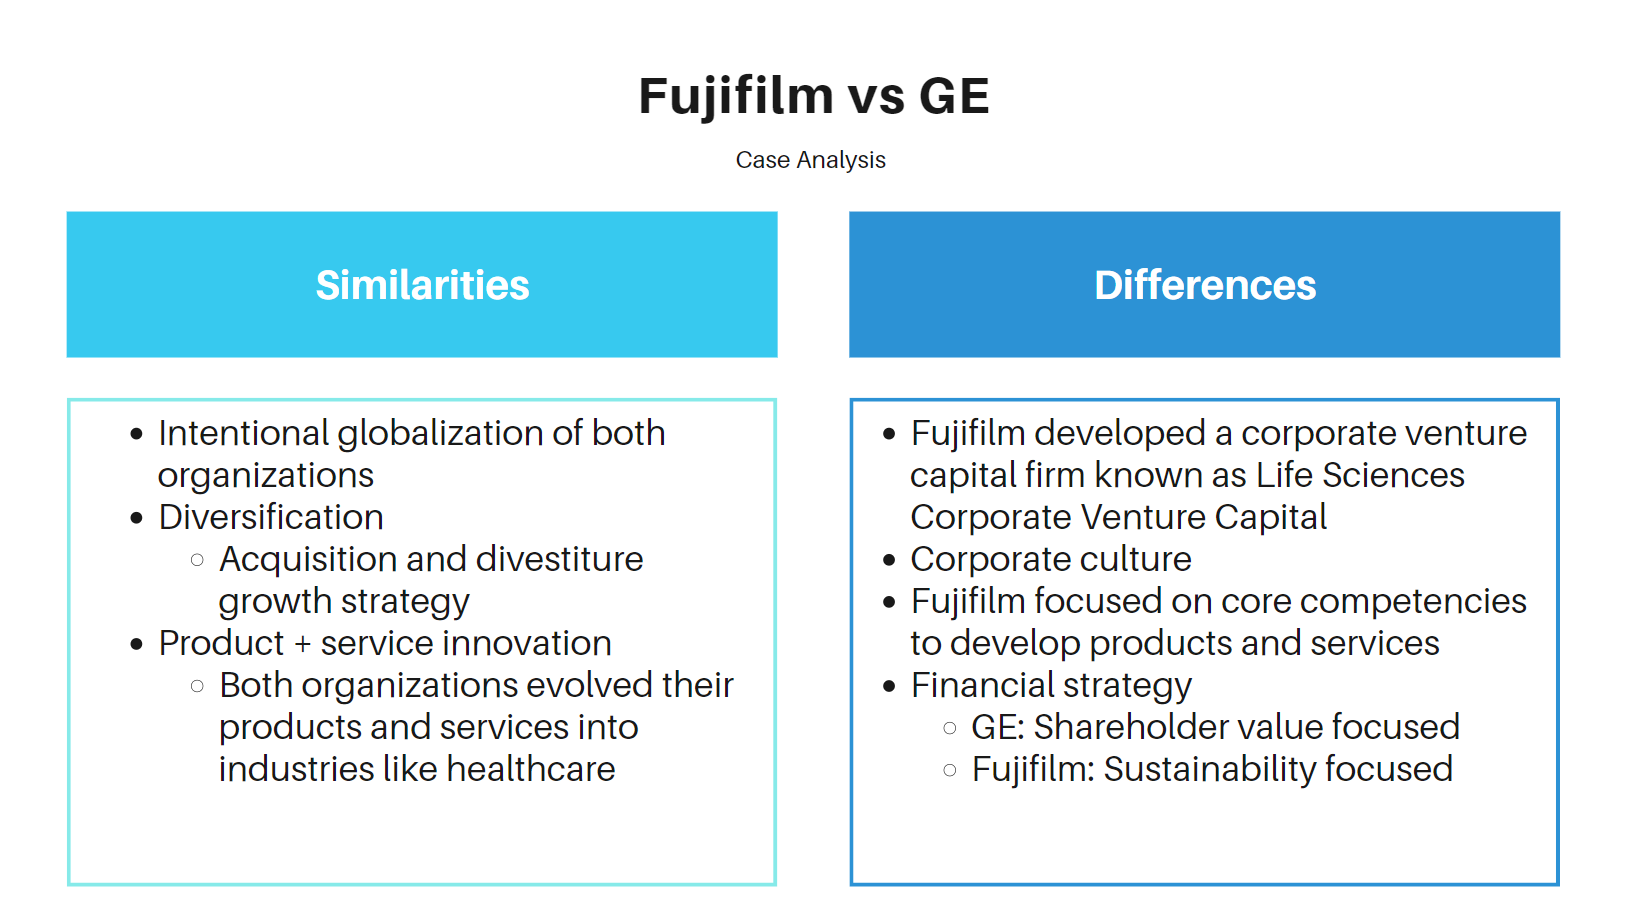 Fujifilm vs GE
Case Analysis
Similarities
• Intentional globalization of both
organizations
• Diversification
○ Acquisition and divestiture
growth strategy
• Product + service innovation
○ Both organizations evolved their
products and services into
industries like healthcare
Differences
• Fujifilm developed a corporate venture
capital firm known as Life Sciences
Corporate Venture Capital
• Corporate culture
• Fujifilm focused on core competencies
to develop products and services
• Financial strategy
○ GE: Shareholder value focused
○ Fujifilm: Sustainability focused